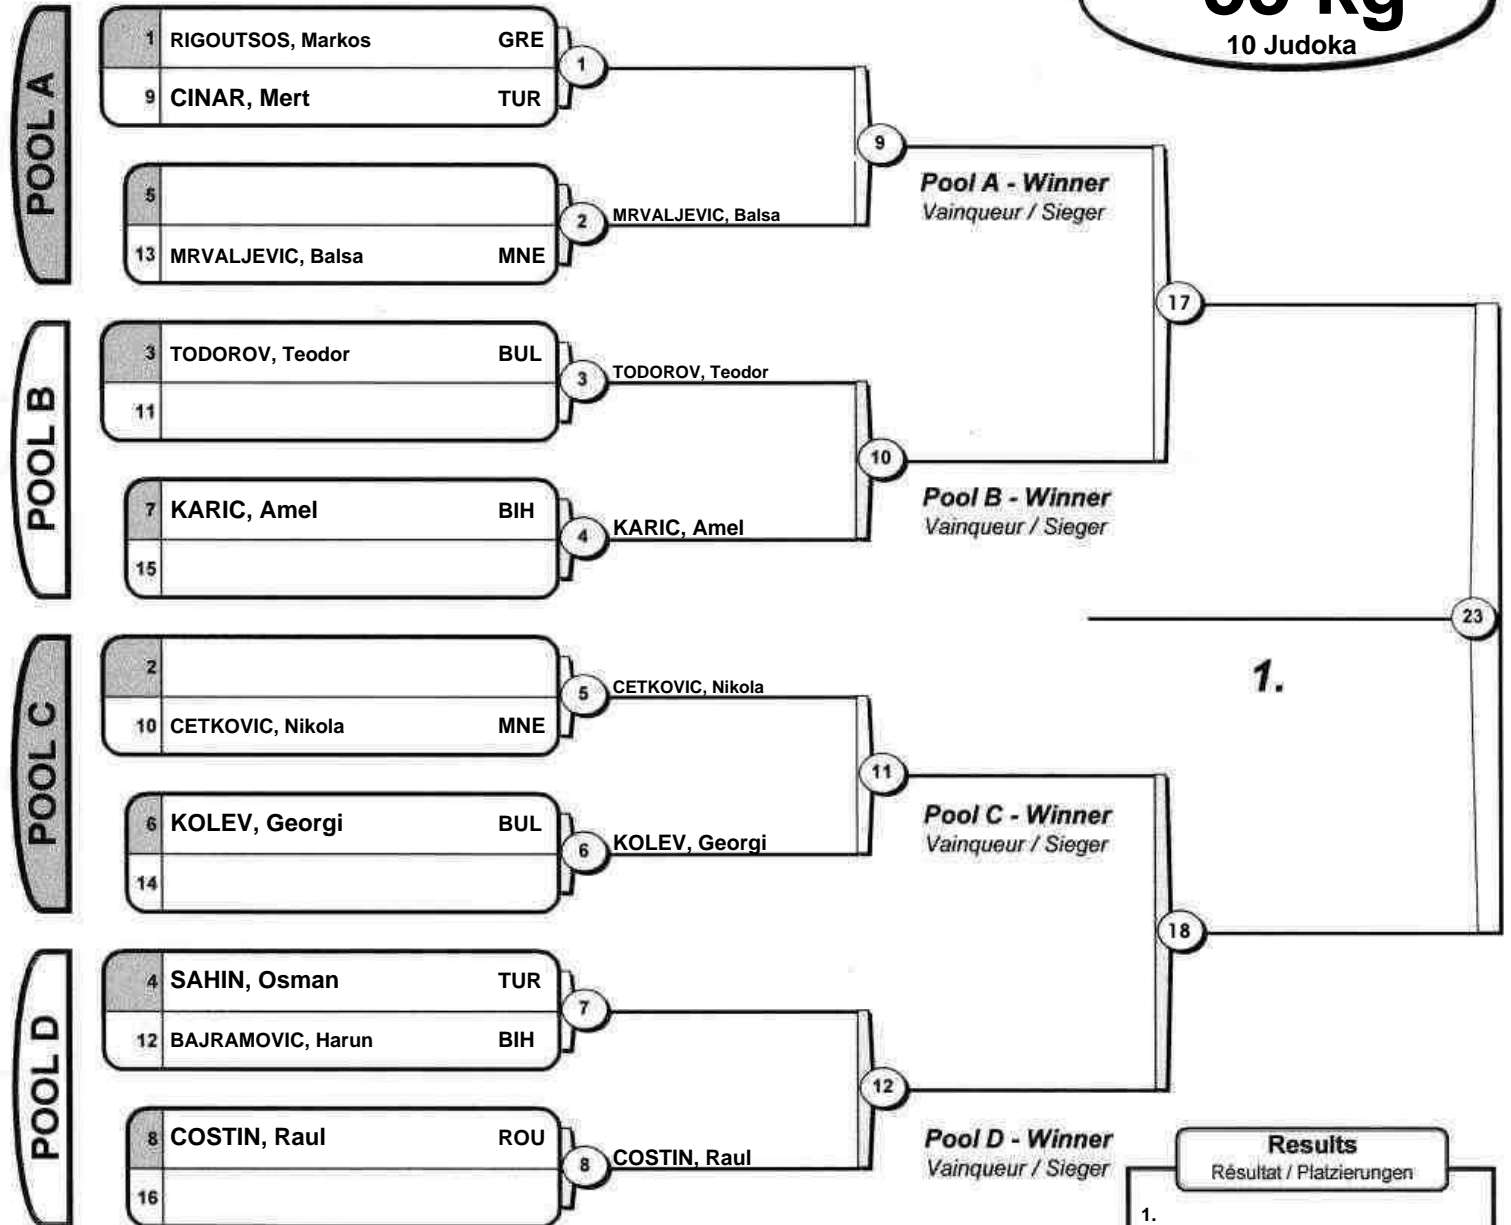 10 Judoka
POOL A
1 RIGOUTSOS, Markos GRE
1
9 CINAR, Mert TUR
9
Pool A - Winner
Vainqueur / Sieger
5
2 MRVALJEVIC, Balsa
13 MRVALJEVIC, Balsa MNE
17
POOL B
3 TODOROV, Teodor BUL
3 TODOROV, Teodor
11
10
Pool B - Winner
Vainqueur / Sieger
7 KARIC, Amel BIH
4 KARIC, Amel
15
23
1.
POOL C
2
5 CETKOVIC, Nikola
10 CETKOVIC, Nikola MNE
11
Pool C - Winner
Vainqueur / Sieger
6 KOLEV, Georgi BUL
6 KOLEV, Georgi
14
18
POOL D
4 SAHIN, Osman TUR
7
12 BAJRAMOVIC, Harun BIH
12
Pool D - Winner
Vainqueur / Sieger
8 COSTIN, Raul ROU
8 COSTIN, Raul
16
Results
Résultat / Platzierungen
1.